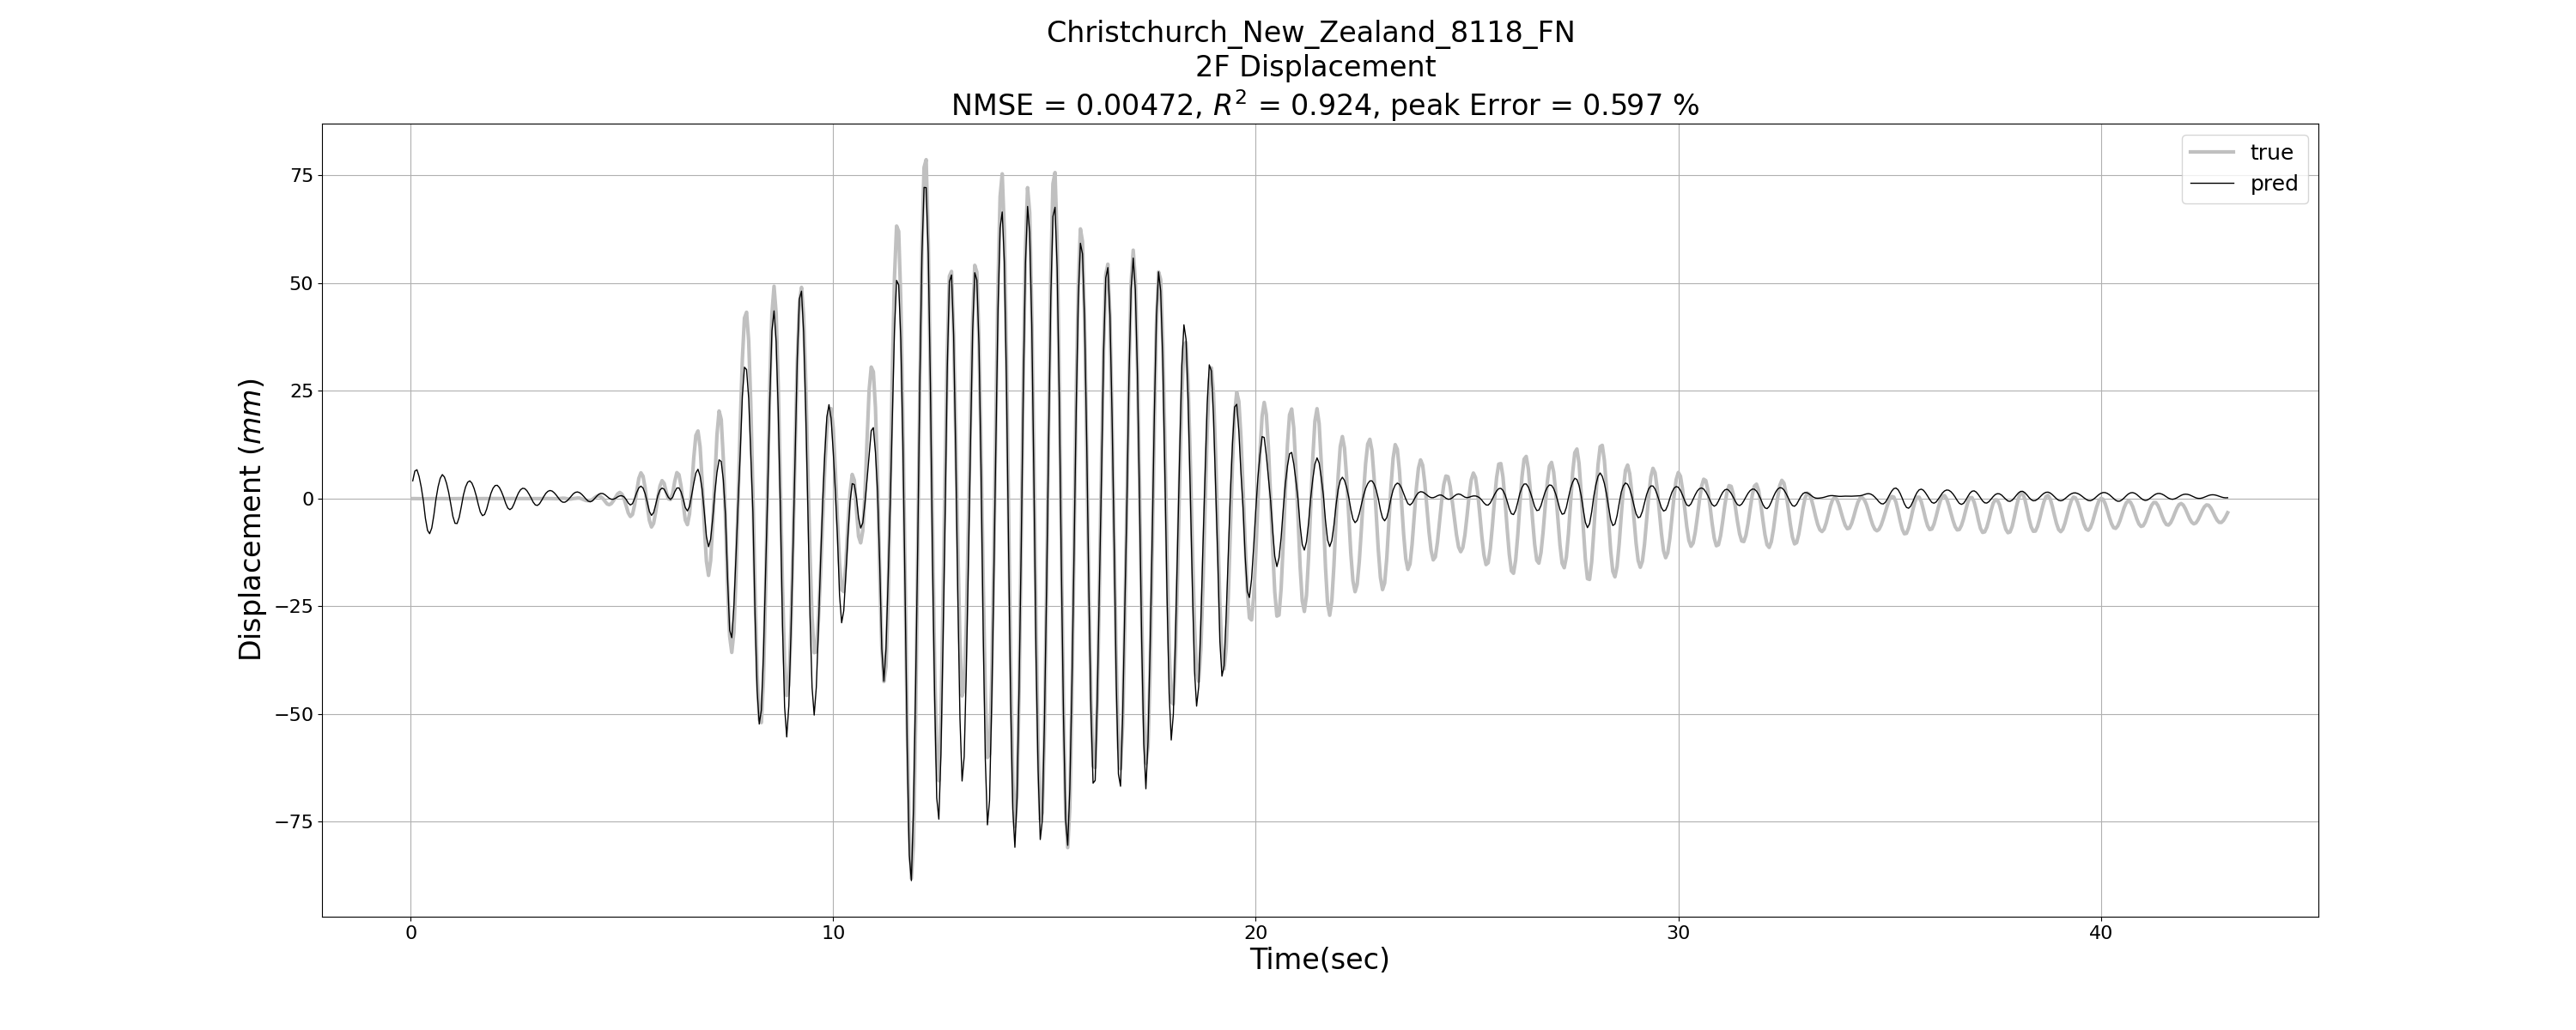 Christchurch_New_Zealand_8118_FN
2F Displacement
NMSE = 0.00472, R² = 0.924, peak Error = 0.597 %
true
pred
75
50
25
0
−25
−50
−75
Displacement (mm)
0 10 20 30 40
Time(sec)